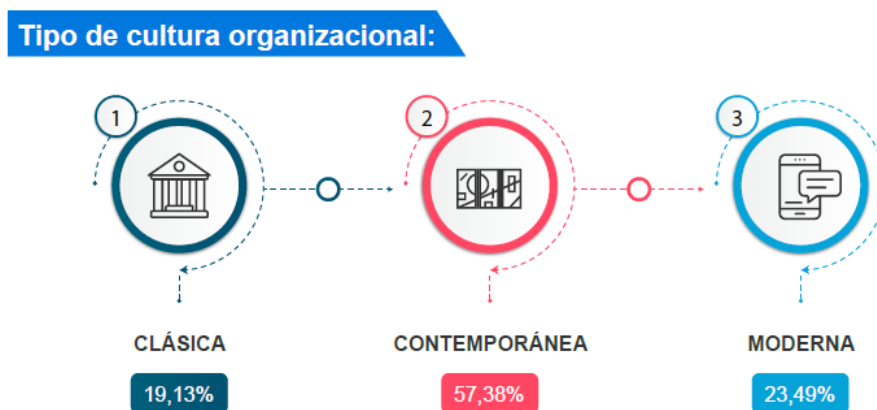 Tipo de cultura organizacional:
1
2
3
CLÁSICA
CONTEMPORÁNEA
MODERNA
19,13%
57,38%
23,49%